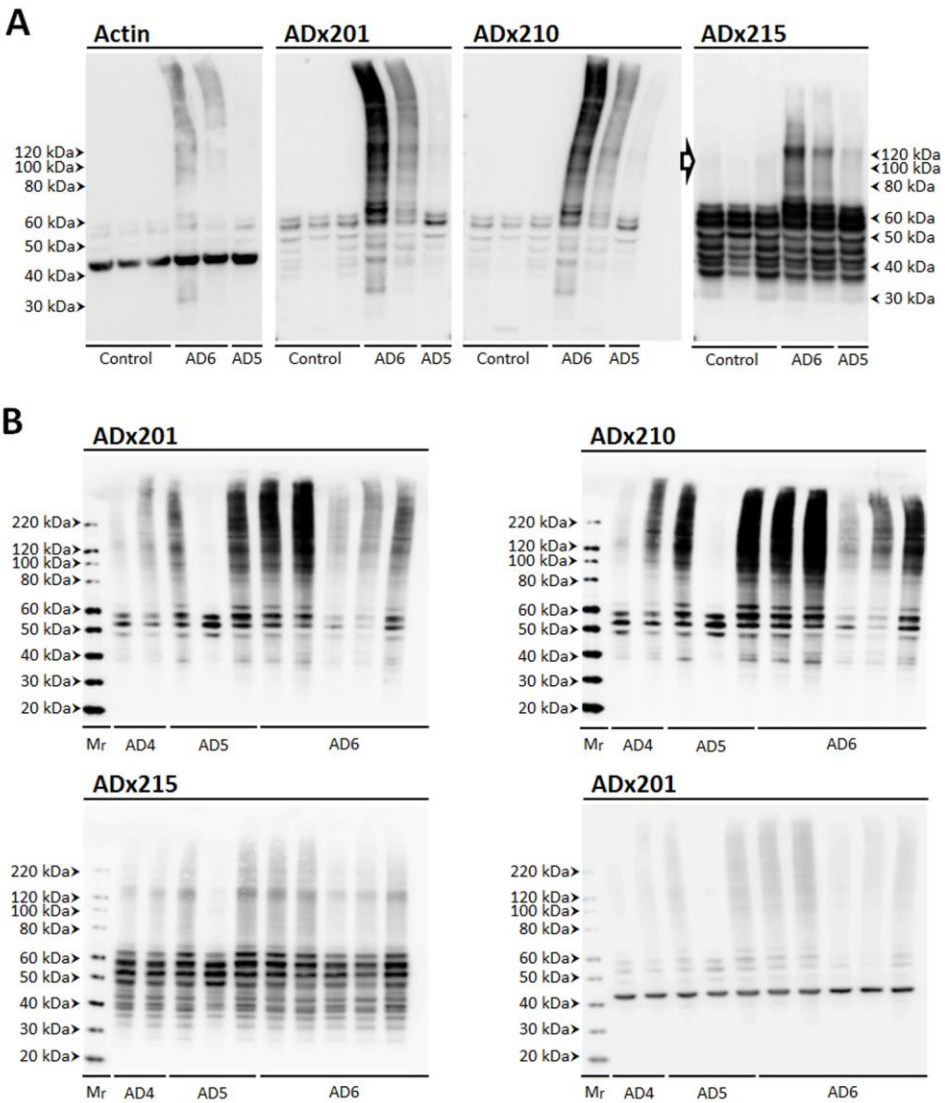 A
Actin ADx201 ADx210 ADx215
120 kDa 120 kDa
100 kDa 100 kDa
80 kDa 80 kDa
60 kDa 60 kDa
50 kDa 50 kDa
40 kDa 40 kDa
30 kDa 30 kDa
Control AD6 AD5 Control AD6 AD5 Control AD6 AD5 Control AD6 AD5
B
ADx201 ADx210
220 kDa 220 kDa
120 kDa 120 kDa
100 kDa 100 kDa
80 kDa 80 kDa
60 kDa 60 kDa
50 kDa 50 kDa
40 kDa 40 kDa
30 kDa 30 kDa
20 kDa 20 kDa
Mr AD4 AD5 AD6 Mr AD4 AD5 AD6
ADx215 ADx201
220 kDa 220 kDa
120 kDa 120 kDa
100 kDa 100 kDa
80 kDa 80 kDa
60 kDa 60 kDa
50 kDa 50 kDa
40 kDa 40 kDa
30 kDa 30 kDa
20 kDa 20 kDa
Mr AD4 AD5 AD6 Mr AD4 AD5 AD6